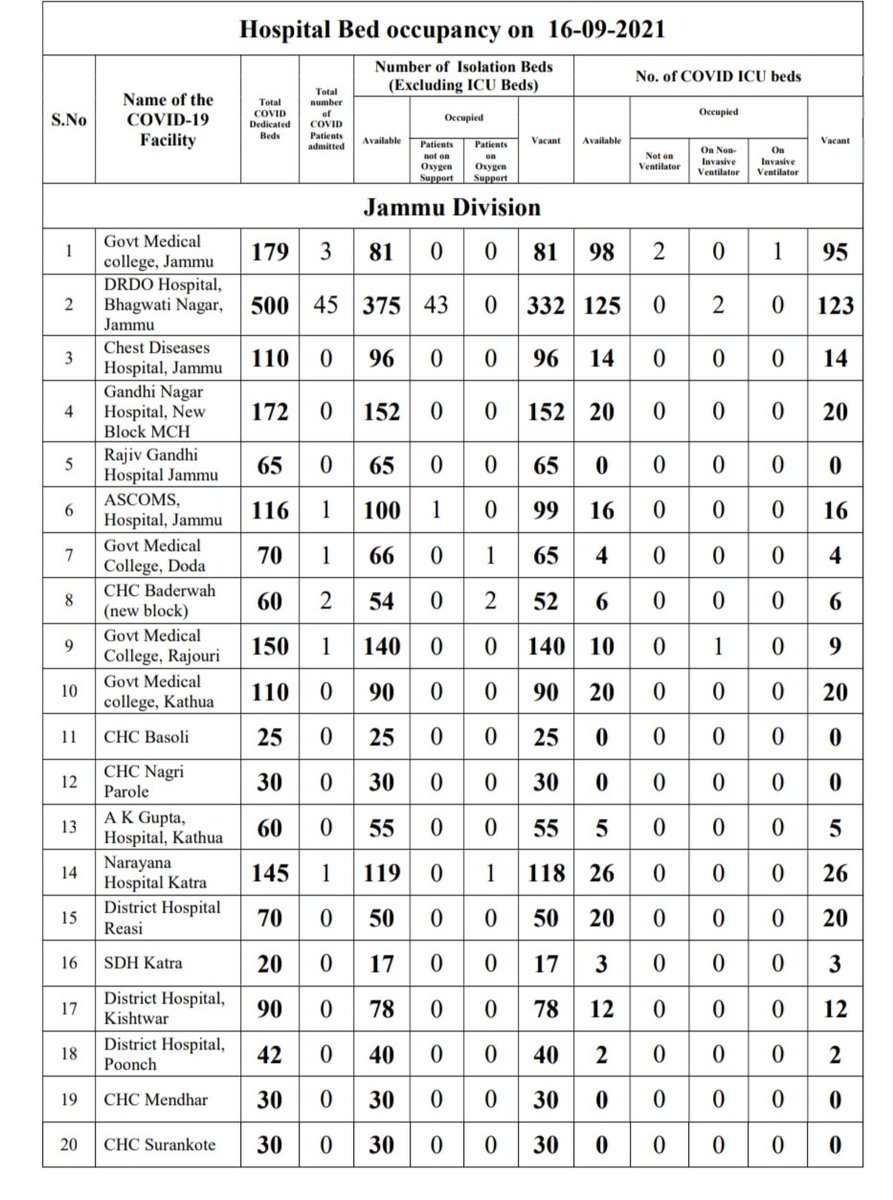 Hospital Bed occupancy on 16-09-2021
S.No
Name of the
COVID-19
Facility
Total
COVID
Dedicated
Beds
Total
number
of
COVID
Patients
admitted
Number of Isolation Beds
(Excluding ICU Beds)
Available
Occupied
Patients
not on
Oxygen
Support
Patients
on
Oxygen
Support
Vacant
No. of COVID ICU beds
Available
Occupied
Not on
Ventilator
On Non-
Invasive
Ventilator
On
Invasive
Ventilator
Vacant
Jammu Division
1 Govt Medical
college, Jammu 179 3 81 0 0 81 98 2 0 1 95
2 DRDO Hospital,
Bhagwati Nagar,
Jammu 500 45 375 43 0 332 125 0 2 0 123
3 Chest Diseases
Hospital, Jammu 110 0 96 0 0 96 14 0 0 0 14
4 Gandhi Nagar
Hospital, New
Block MCH 172 0 152 0 0 152 20 0 0 0 20
5 Rajiv Gandhi
Hospital Jammu 65 0 65 0 0 65 0 0 0 0 0
6 ASCOMS,
Hospital, Jammu 116 1 100 1 0 99 16 0 0 0 16
7 Govt Medical
College, Doda 70 1 66 0 1 65 4 0 0 0 4
8 CHC Baderwah
(new block) 60 2 54 0 2 52 6 0 0 0 6
9 Govt Medical
College, Rajouri 150 1 140 0 0 140 10 0 1 0 9
10 Govt Medical
college, Kathua 110 0 90 0 0 90 20 0 0 0 20
11 CHC Basoli 25 0 25 0 0 25 0 0 0 0 0
12 CHC Nagri
Parole 30 0 30 0 0 30 0 0 0 0 0
13 A K Gupta,
Hospital, Kathua 60 0 55 0 0 55 5 0 0 0 5
14 Narayana
Hospital Katra 145 1 119 0 1 118 26 0 0 0 26
15 District Hospital
Reasi 70 0 50 0 0 50 20 0 0 0 20
16 SDH Katra 20 0 17 0 0 17 3 0 0 0 3
17 District Hospital,
Kishtwar 90 0 78 0 0 78 12 0 0 0 12
18 District Hospital,
Poonch 42 0 40 0 0 40 2 0 0 0 2
19 CHC Mendhar 30 0 30 0 0 30 0 0 0 0 0
20 CHC Surankote 30 0 30 0 0 30 0 0 0 0 0